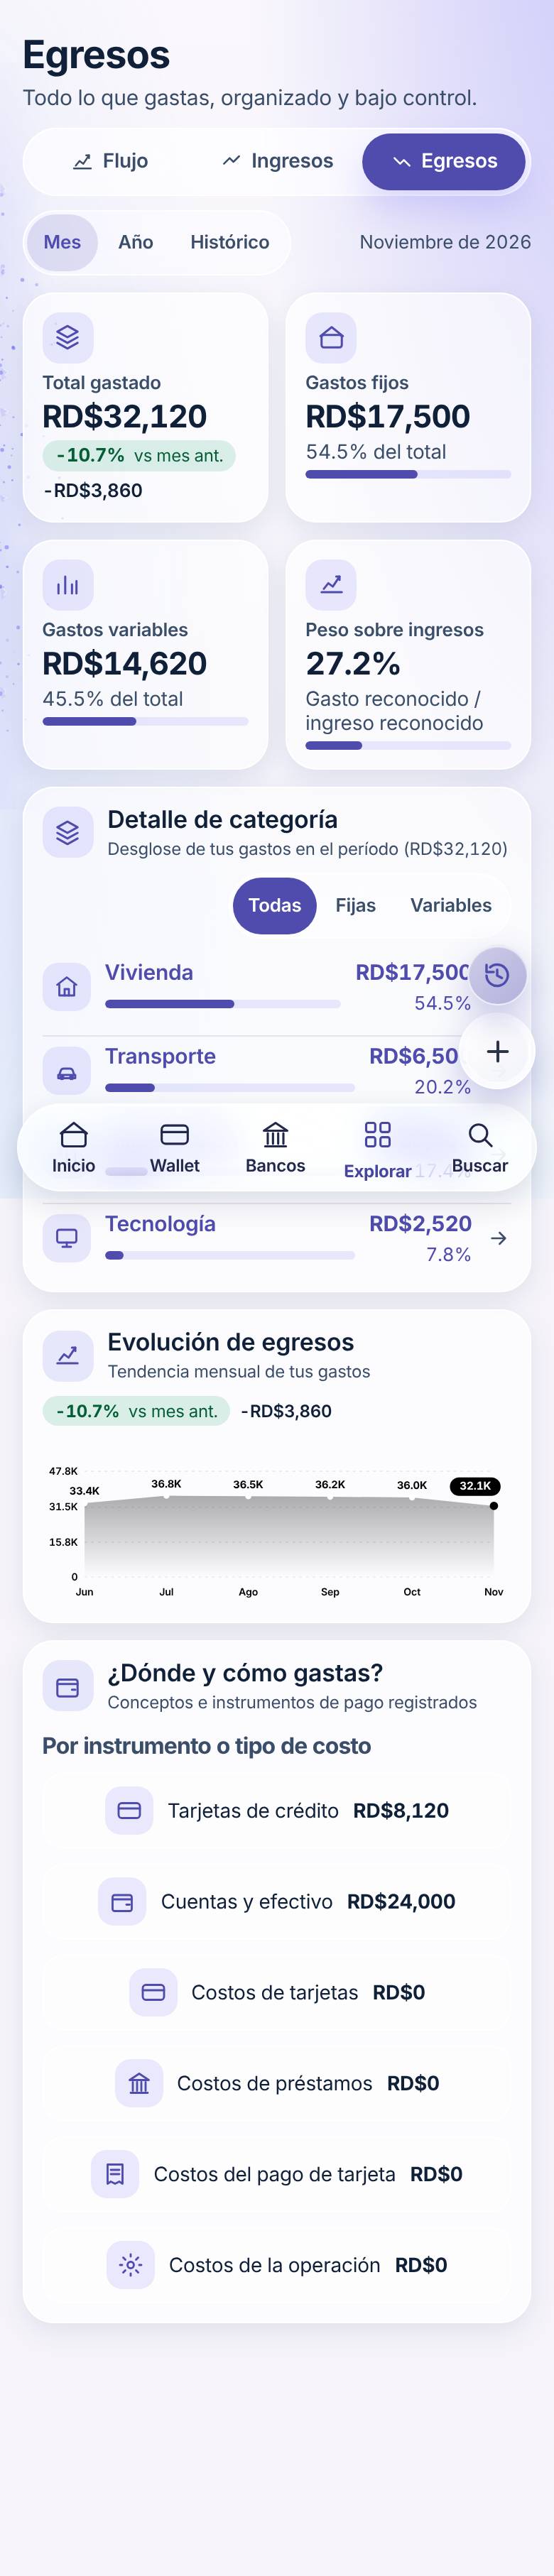 Egresos
Todo lo que gastas, organizado y bajo control.
Flujo Ingresos Egresos
Mes Año Histórico Noviembre de 2026
Total gastado
RD$32,120
-10.7% vs mes ant.
-RD$3,860
Gastos fijos
RD$17,500
54.5% del total
Gastos variables
RD$14,620
45.5% del total
Peso sobre ingresos
27.2%
Gasto reconocido /
ingreso reconocido
Detalle de categoría
Desglose de tus gastos en el período (RD$32,120)
Todas Fijas Variables
Vivienda RD$17,500
54.5%
Transporte RD$6,50
20.2%
Inicio Wallet Bancos Explorar Buscar
17.4%
Tecnología RD$2,520
7.8%
Evolución de egresos
Tendencia mensual de tus gastos
-10.7% vs mes ant. -RD$3,860
47.8K
33.4K 36.8K 36.5K 36.2K 36.0K 32.1K
31.5K
15.8K
0
Jun Jul Ago Sep Oct Nov
¿Dónde y cómo gastas?
Conceptos e instrumentos de pago registrados
Por instrumento o tipo de costo
Tarjetas de crédito RD$8,120
Cuentas y efectivo RD$24,000
Costos de tarjetas RD$0
Costos de préstamos RD$0
Costos del pago de tarjeta RD$0
Costos de la operación RD$0